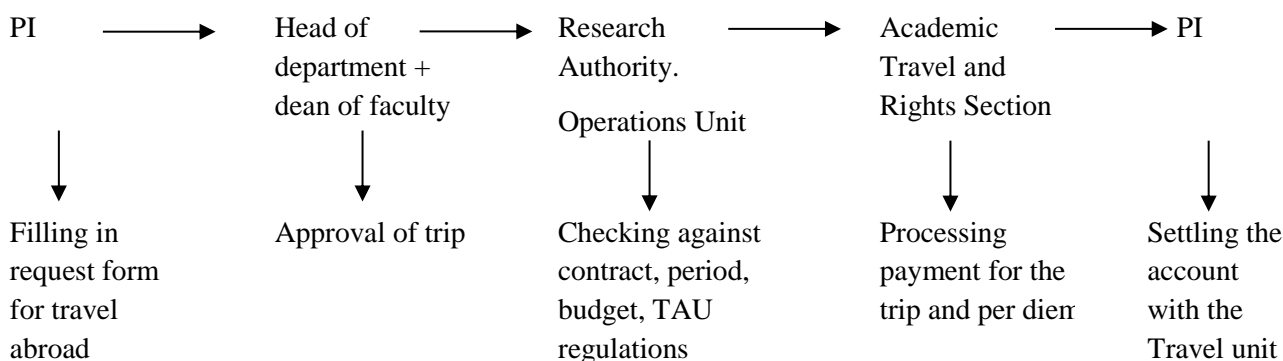 PI
Head of
department +
dean of faculty
Research
Authority.
Operations Unit
Academic
Travel and
Rights Section
PI
Filling in
request form
for travel
abroad
Approval of trip
Checking against
contract, period,
budget, TAU
regulations
Processing
payment for the
trip and per diem
Settling the
account
with the
Travel unit